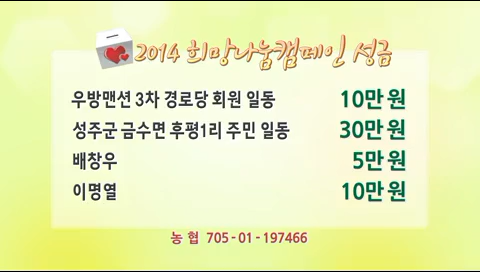 2014 희망나눔캠페인 성금
우방맨션 3차 경로당 회원 일동 10만 원
성주군 금수면 후평1리 주민 일동 30만 원
배창우 5만 원
이명열 10만 원
농 협 705 - 01 - 197466